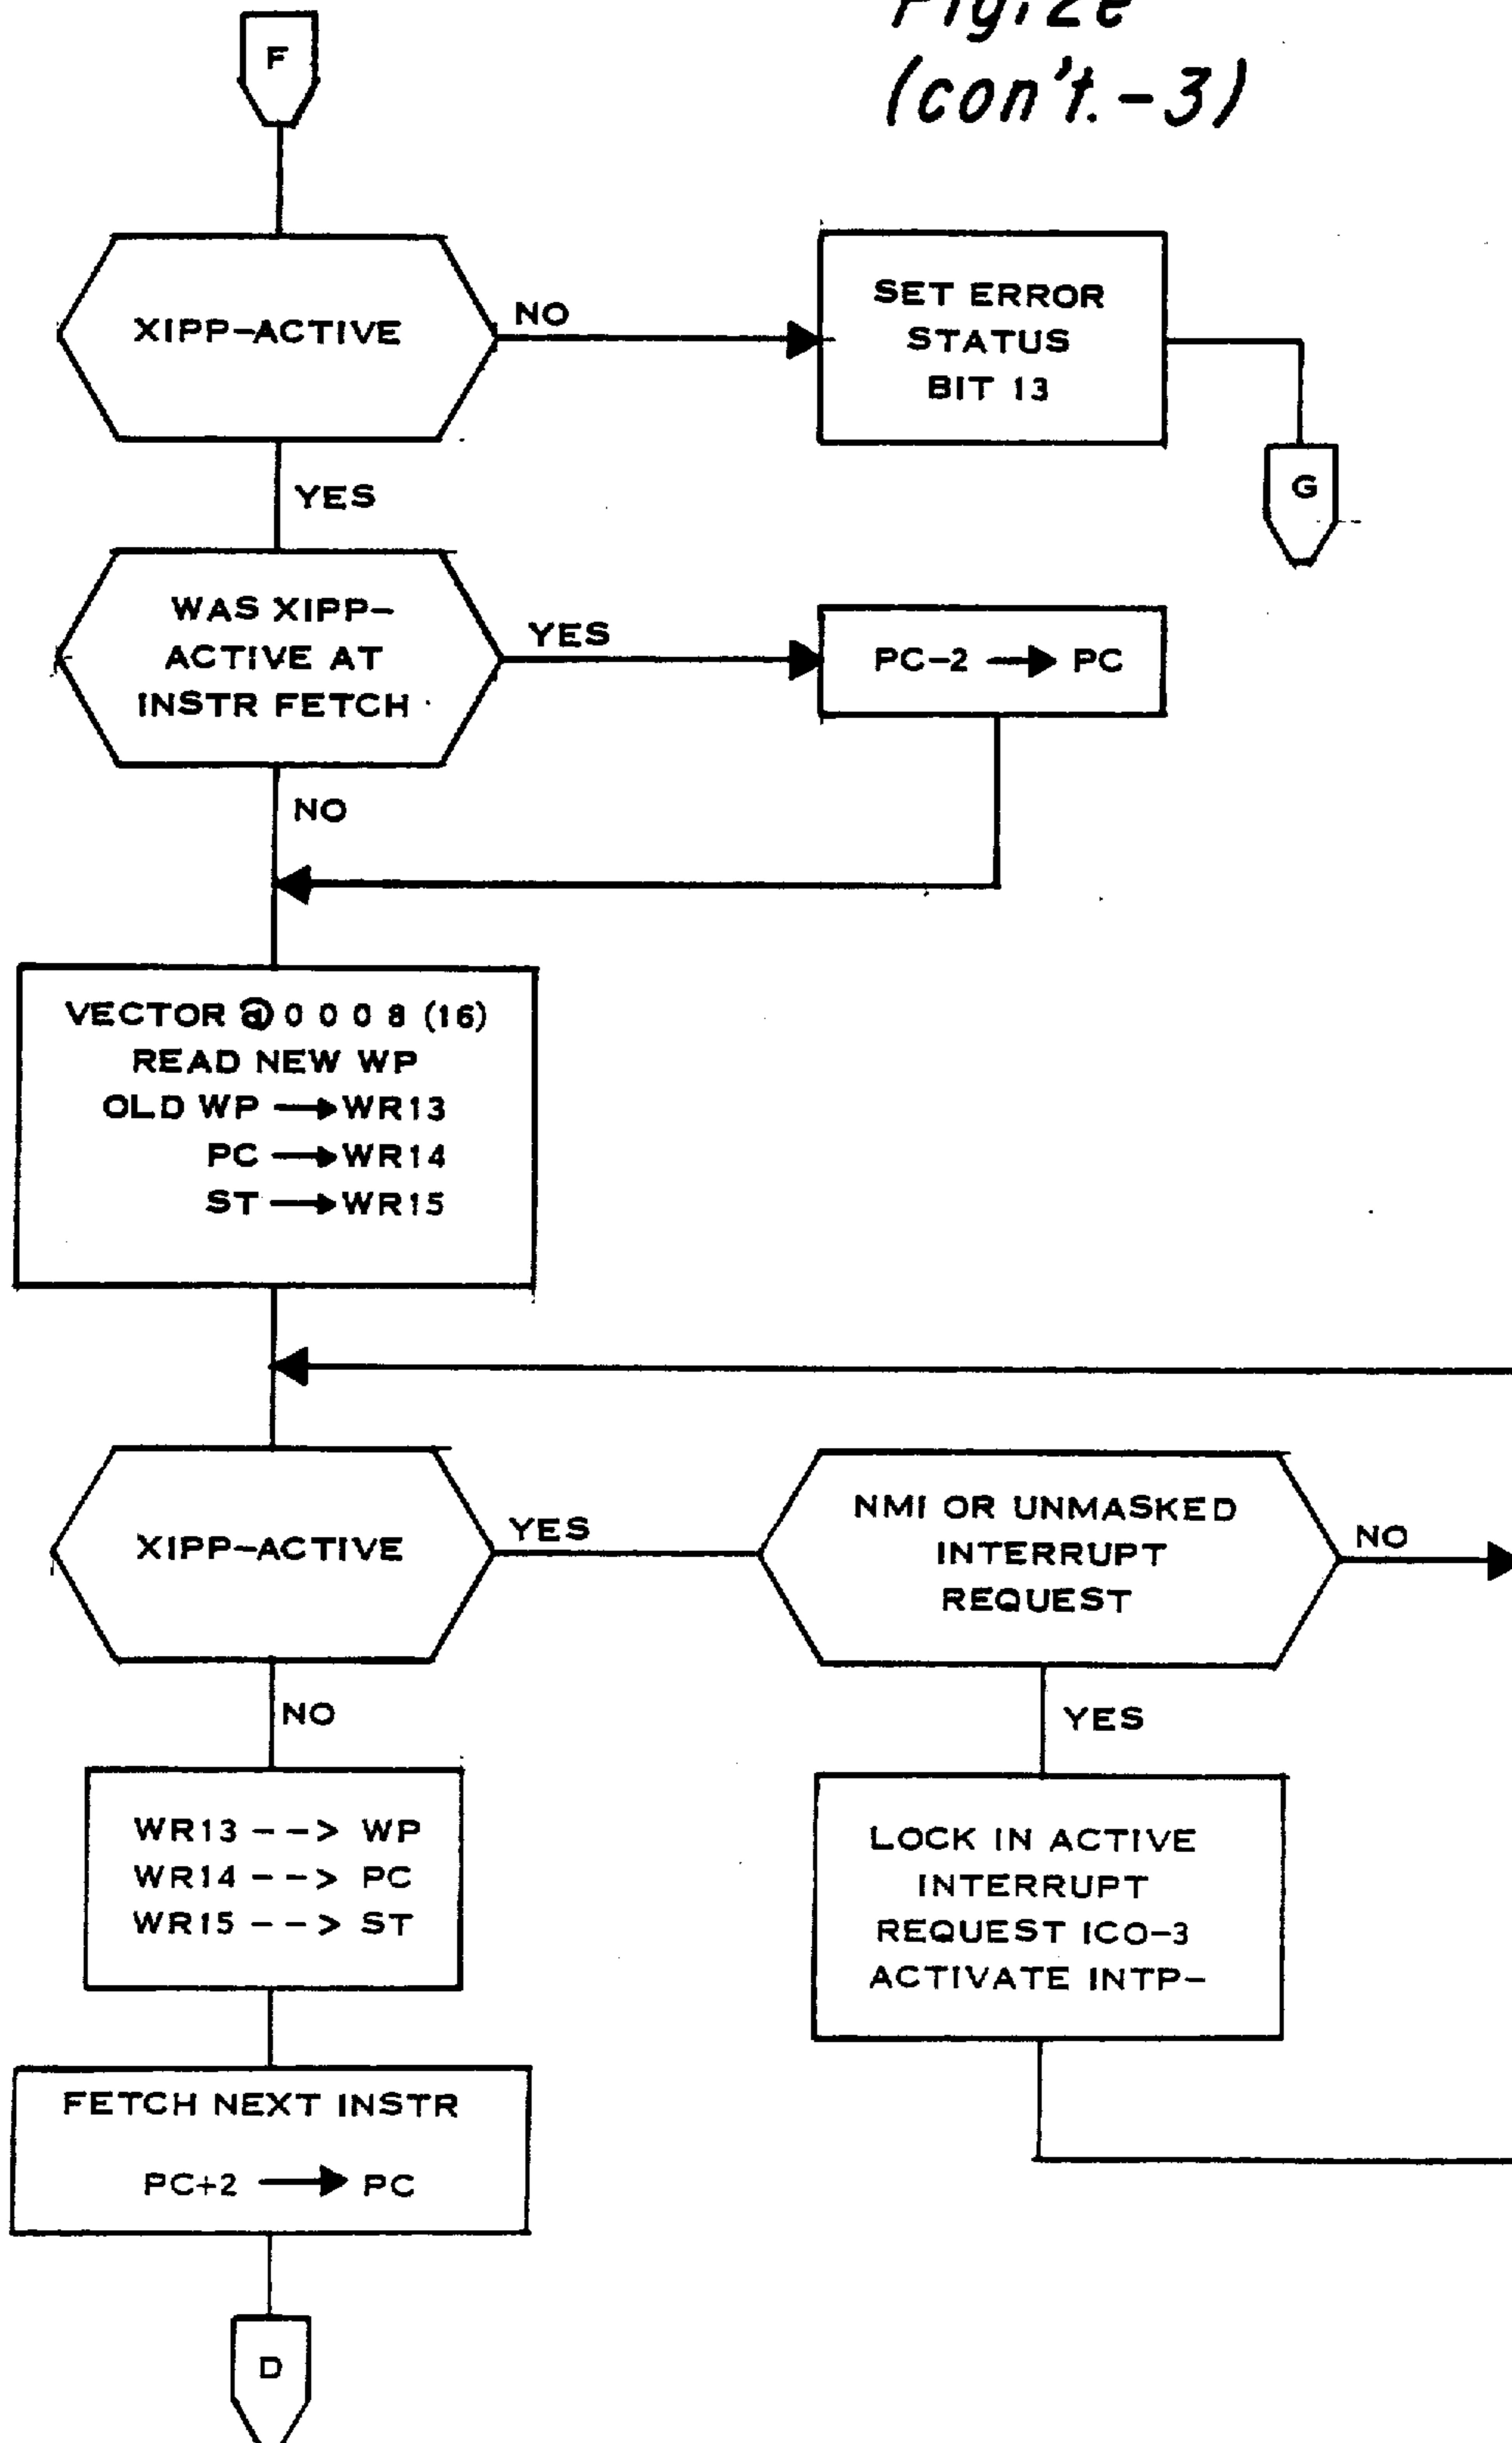 (con't.-3)
F
XIPP-ACTIVE
NO
SET ERROR
STATUS
BIT 13
G
YES
WAS XIPP-
ACTIVE AT
INSTR FETCH
YES
PC-2 → PC
NO
VECTOR @ 0 0 0 8 (16)
READ NEW WP
OLD WP → WR13
PC → WR14
ST → WR15
XIPP-ACTIVE
YES
NMI OR UNMASKED
INTERRUPT
REQUEST
NO
NO
YES
WR13 --> WP
WR14 --> PC
WR15 --> ST
LOCK IN ACTIVE
INTERRUPT
REQUEST ICO-3
ACTIVATE INTP-
FETCH NEXT INSTR
PC+2 → PC
D